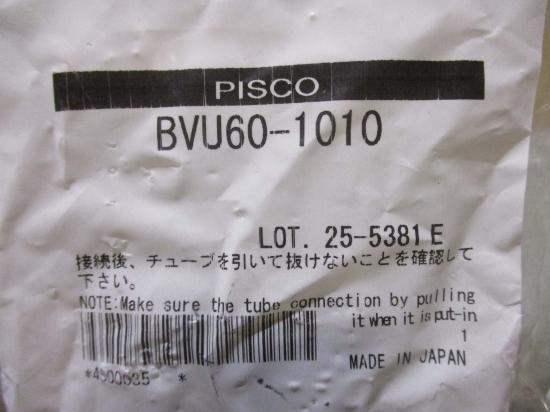 PISCO
BVU60-1010
LOT. 25-5381 E
接続後、チューブを引いて抜けないことを確認して
下さい。
NOTE:Make sure the tube connection by pulling
it when it is put-in
1
MADE IN JAPAN
*4500635 *